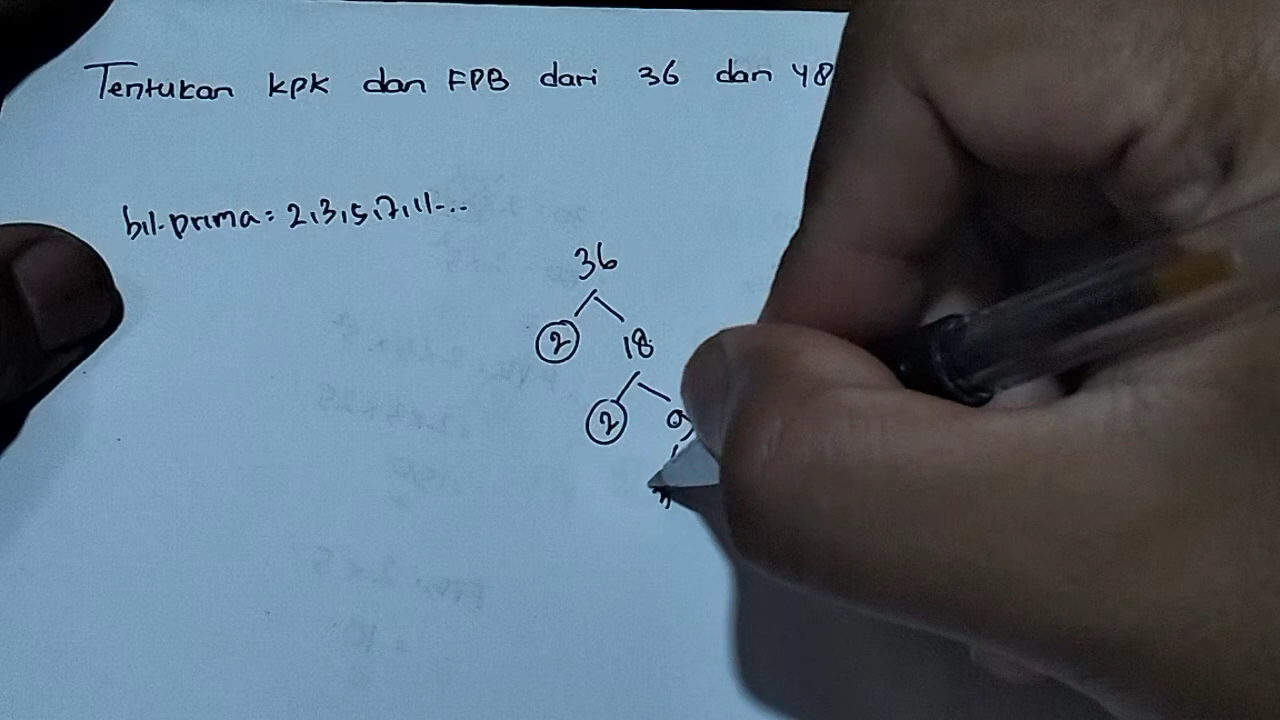 Tentukan kpk dan FPB dari 36 dan 48
bil.prima: 2,3,5,7,11-...
36
2 18
2 9
3